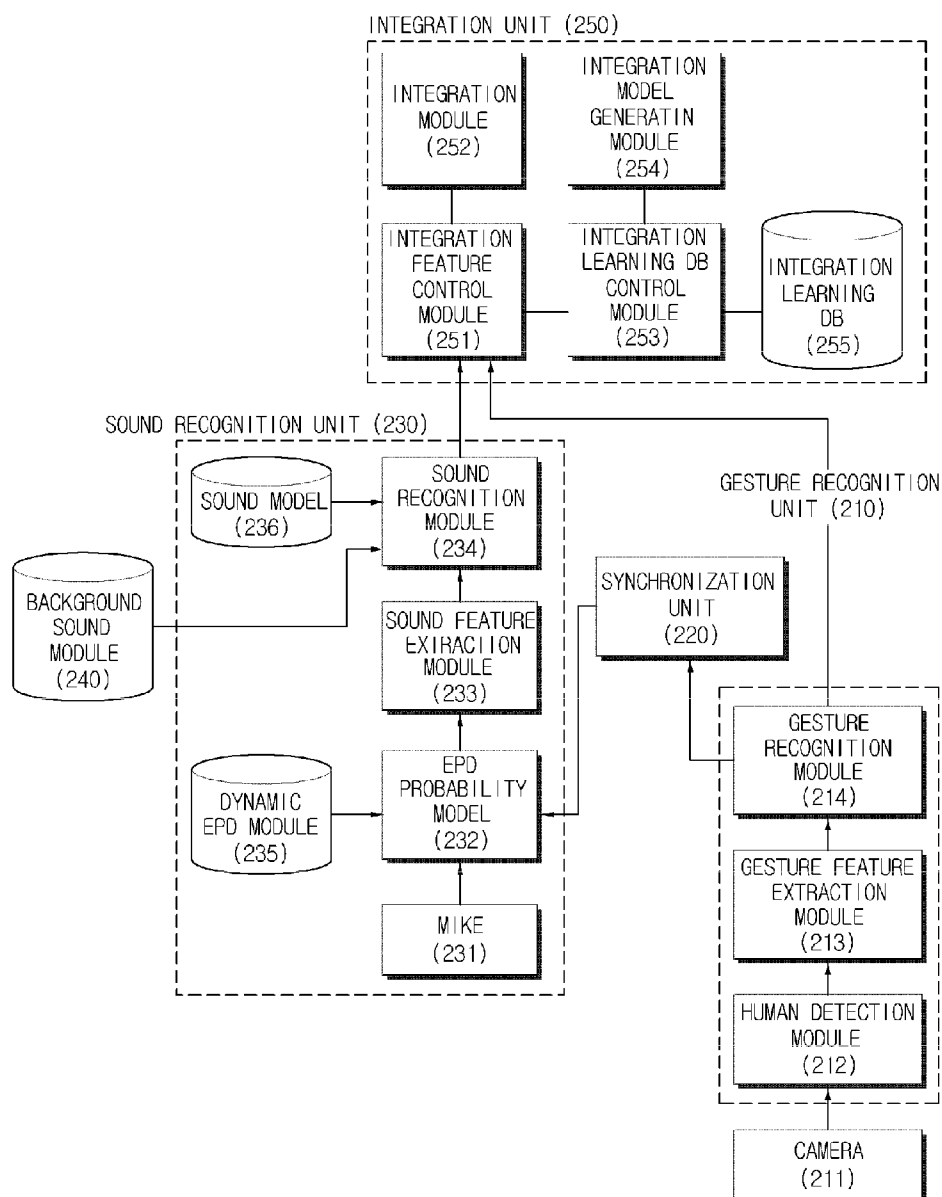 INTEGRATION UNIT (250)
INTEGRATION
MODULE
(252)
INTEGRATION
MODEL
GENERATIN
MODULE
(254)
INTEGRATION
FEATURE
CONTROL
MODULE
(251)
INTEGRATION
LEARNING DB
CONTROL
MODULE
(253)
INTEGRATION
LEARNING
DB
(255)
SOUND RECOGNITION UNIT (230)
SOUND MODEL
(236)
SOUND
RECOGNITION
MODULE
(234)
GESTURE RECOGNITION
UNIT (210)
BACKGROUND
SOUND
MODULE
(240)
SOUND FEATURE
EXIRACTION
MODULE
(233)
SYNCHRONIZATION
UNIT
(220)
DYNAMIC
EPD MODULE
(235)
EPD
PROBABILITY
MODEL
(232)
GESTURE
RECOGNITION
MODULE
(214)
MIKE
(231)
GESTURE FEATURE
EXTRACTION
MODULE
(213)
HUMAN DETECTION
MODULE
(212)
CAMERA
(211)